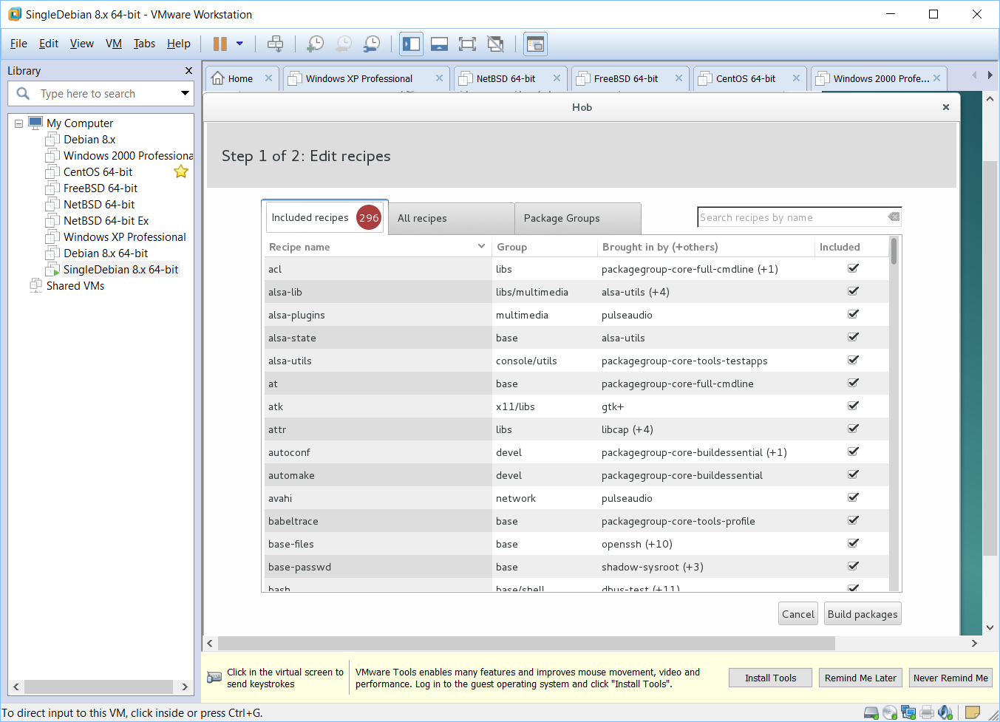 SingleDebian 8.x 64-bit - VMware Workstation
File Edit View VM Tabs Help
Library
Type here to search
My Computer
Debian 8.x
Windows 2000 Professiona
CentOS 64-bit
FreeBSD 64-bit
NetBSD 64-bit
NetBSD 64-bit Ex
Windows XP Professional
Debian 8.x 64-bit
SingleDebian 8.x 64-bit
Shared VMs
Home Windows XP Professional NetBSD 64-bit FreeBSD 64-bit CentOS 64-bit Windows 2000 Profe...
Hob
Step 1 of 2: Edit recipes
Included recipes 296 All recipes Package Groups Search recipes by name
Recipe name Group Brought in by (+others) Included
acl libs packagegroup-core-full-cmdline (+1)
alsa-lib libs/multimedia alsa-utils (+4)
alsa-plugins multimedia pulseaudio
alsa-state base alsa-utils
alsa-utils console/utils packagegroup-core-tools-testapps
at base packagegroup-core-full-cmdline
atk x11/libs gtk+
attr libs libcap (+4)
autoconf devel packagegroup-core-buildessential (+1)
automake devel packagegroup-core-buildessential
avahi network pulseaudio
babeltrace base packagegroup-core-tools-profile
base-files base openssh (+10)
base-passwd base shadow-sysroot (+3)
bash base/shell dbus-test (+11)
Cancel Build packages
Click in the virtual screen to
send keystrokes
VMware Tools enables many features and improves mouse movement, video and
performance. Log in to the guest operating system and click "Install Tools".
Install Tools Remind Me Later Never Remind Me
To direct input to this VM, click inside or press Ctrl+G.